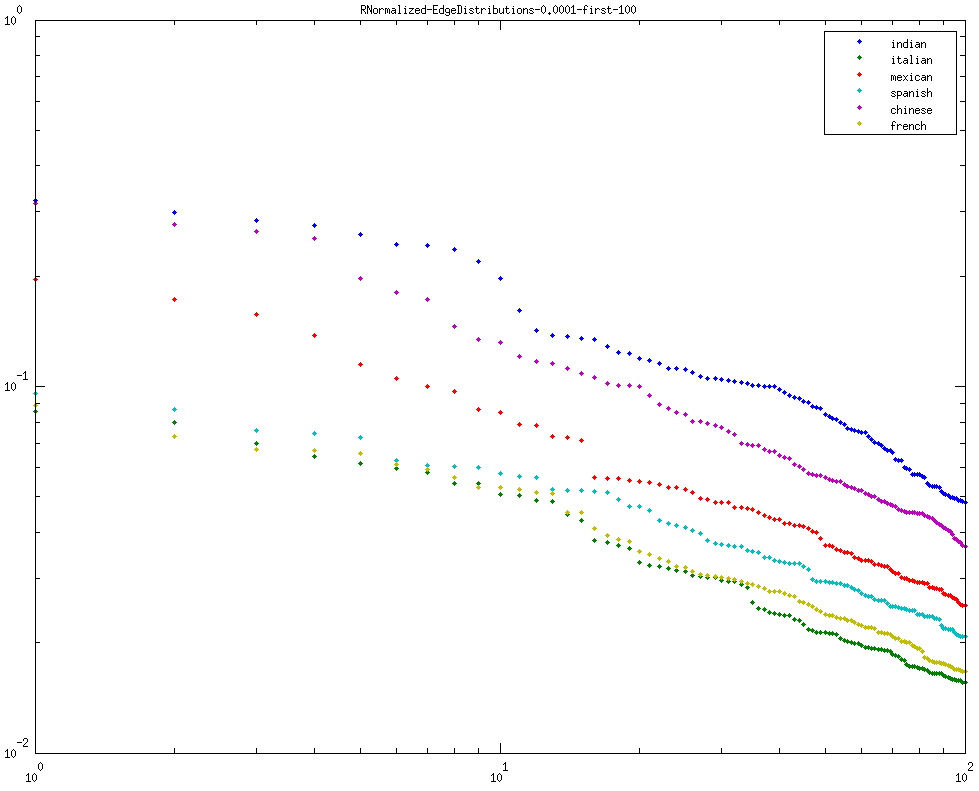 RNormalized-EdgeDistributions-0.0001-first-100
10^0
indian
italian
mexican
spanish
chinese
french
10^-1
10^-2
10^0 10^1 10^2